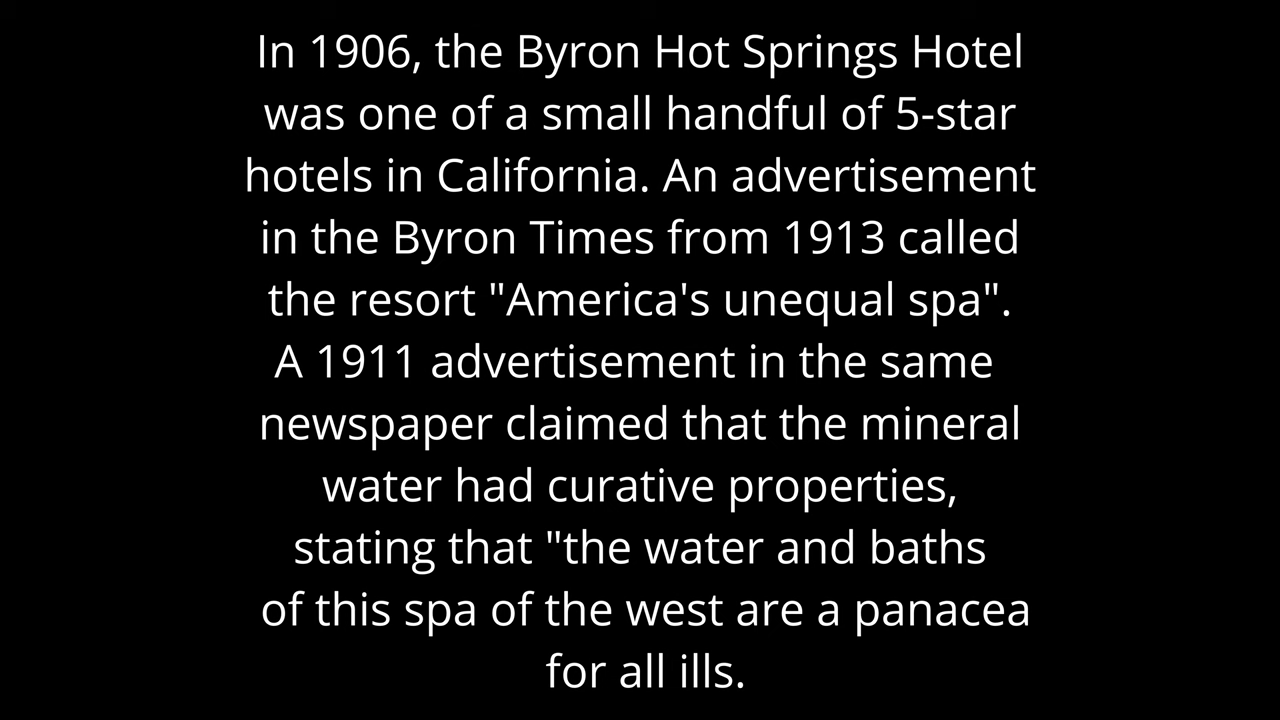 In 1906, the Byron Hot Springs Hotel
was one of a small handful of 5-star
hotels in California. An advertisement
in the Byron Times from 1913 called
the resort "America's unequal spa".
A 1911 advertisement in the same
newspaper claimed that the mineral
water had curative properties,
stating that "the water and baths
of this spa of the west are a panacea
for all ills.